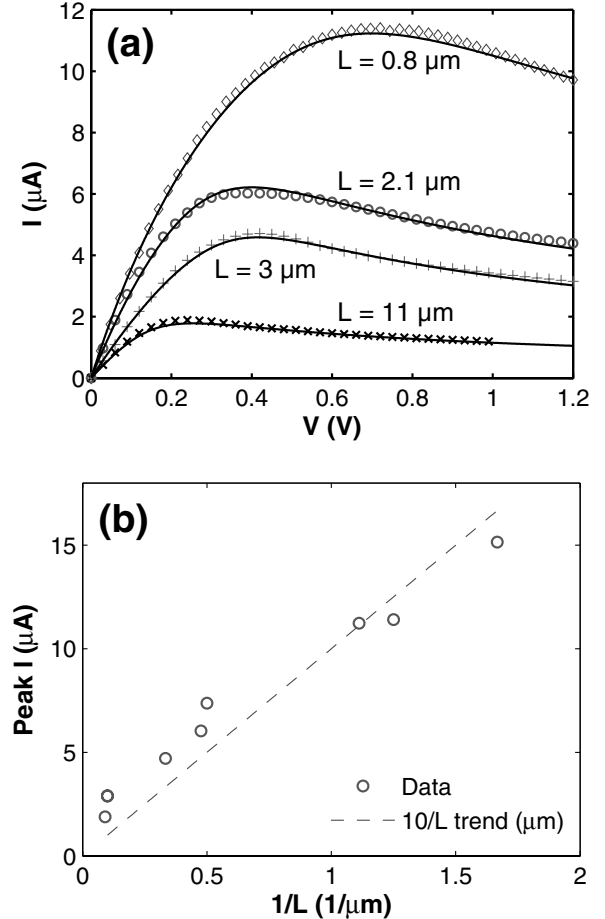 (a)
12
10
8
6
4
2
0
I (μA)
L = 0.8 μm
L = 2.1 μm
L = 3 μm
L = 11 μm
0 0.2 0.4 0.6 0.8 1 1.2
V (V)
(b)
15
10
5
0
Peak I (μA)
Data
10/L trend (μm)
0 0.5 1 1.5 2
1/L (1/μm)